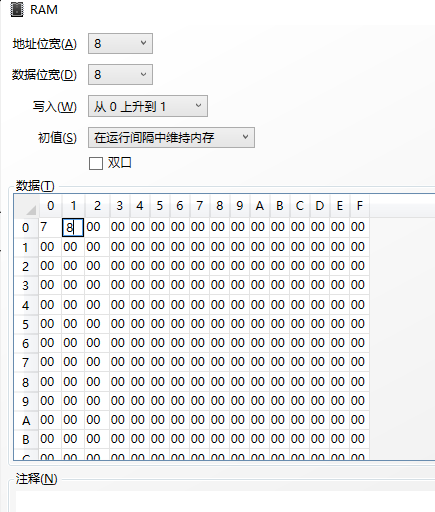 RAM
地址位宽(A) 8
数据位宽(D) 8
写入(W) 从 0 上升到 1
初值(S) 在运行间隔中维持内存
双口
数据(T)
0 1 2 3 4 5 6 7 8 9 A B C D E F
0 7 8 00 00 00 00 00 00 00 00 00 00 00 00 00 00
1 00 00 00 00 00 00 00 00 00 00 00 00 00 00 00 00
2 00 00 00 00 00 00 00 00 00 00 00 00 00 00 00 00
3 00 00 00 00 00 00 00 00 00 00 00 00 00 00 00 00
4 00 00 00 00 00 00 00 00 00 00 00 00 00 00 00 00
5 00 00 00 00 00 00 00 00 00 00 00 00 00 00 00 00
6 00 00 00 00 00 00 00 00 00 00 00 00 00 00 00 00
7 00 00 00 00 00 00 00 00 00 00 00 00 00 00 00 00
8 00 00 00 00 00 00 00 00 00 00 00 00 00 00 00 00
9 00 00 00 00 00 00 00 00 00 00 00 00 00 00 00 00
A 00 00 00 00 00 00 00 00 00 00 00 00 00 00 00 00
B 00 00 00 00 00 00 00 00 00 00 00 00 00 00 00 00
注释(N)